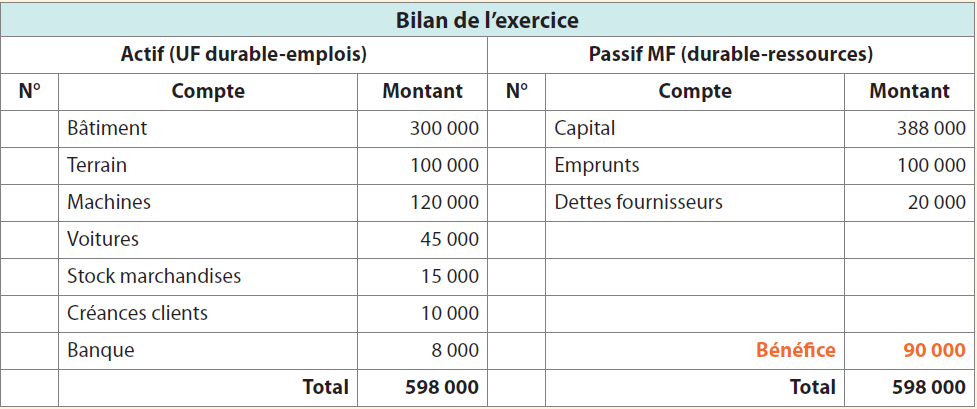 Bilan de l’exercice
Actif (UF durable-emplois) Passif MF (durable-ressources)
N° Compte Montant N° Compte Montant
Bâtiment 300 000 Capital 388 000
Terrain 100 000 Emprunts 100 000
Machines 120 000 Dettes fournisseurs 20 000
Voitures 45 000
Stock marchandises 15 000
Créances clients 10 000
Banque 8 000 Bénéfice 90 000
Total 598 000 Total 598 000